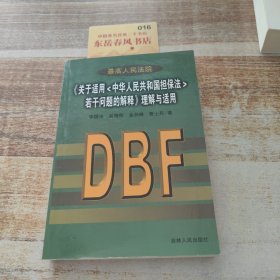 016
东岳春风书店
最高人民法院
《关于适用<中华人民共和国担保法>
若干问题的解释》理解与适用
DBF
吉林人民出版社